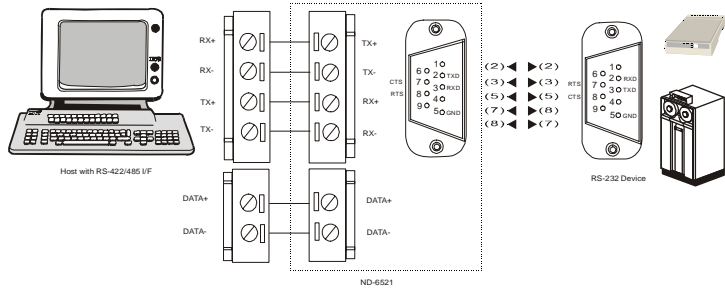 RX+
RX-
TX+
TX-
TX+
TX-
RX+
RX-
DATA+
DATA-
DATA+
DATA-
1
6
2 TXD
CTS 7
3 RXD
RTS 8
4
9
5 GND
(2) (2)
(3) (3)
(5) (5)
(7) (8)
(8) (7)
1
6
2 RXD
RTS 7
3 TXD
CTS 8
4
9
5 GND
Host with RS-422/485 I/F
RS-232 Device
ND-6521